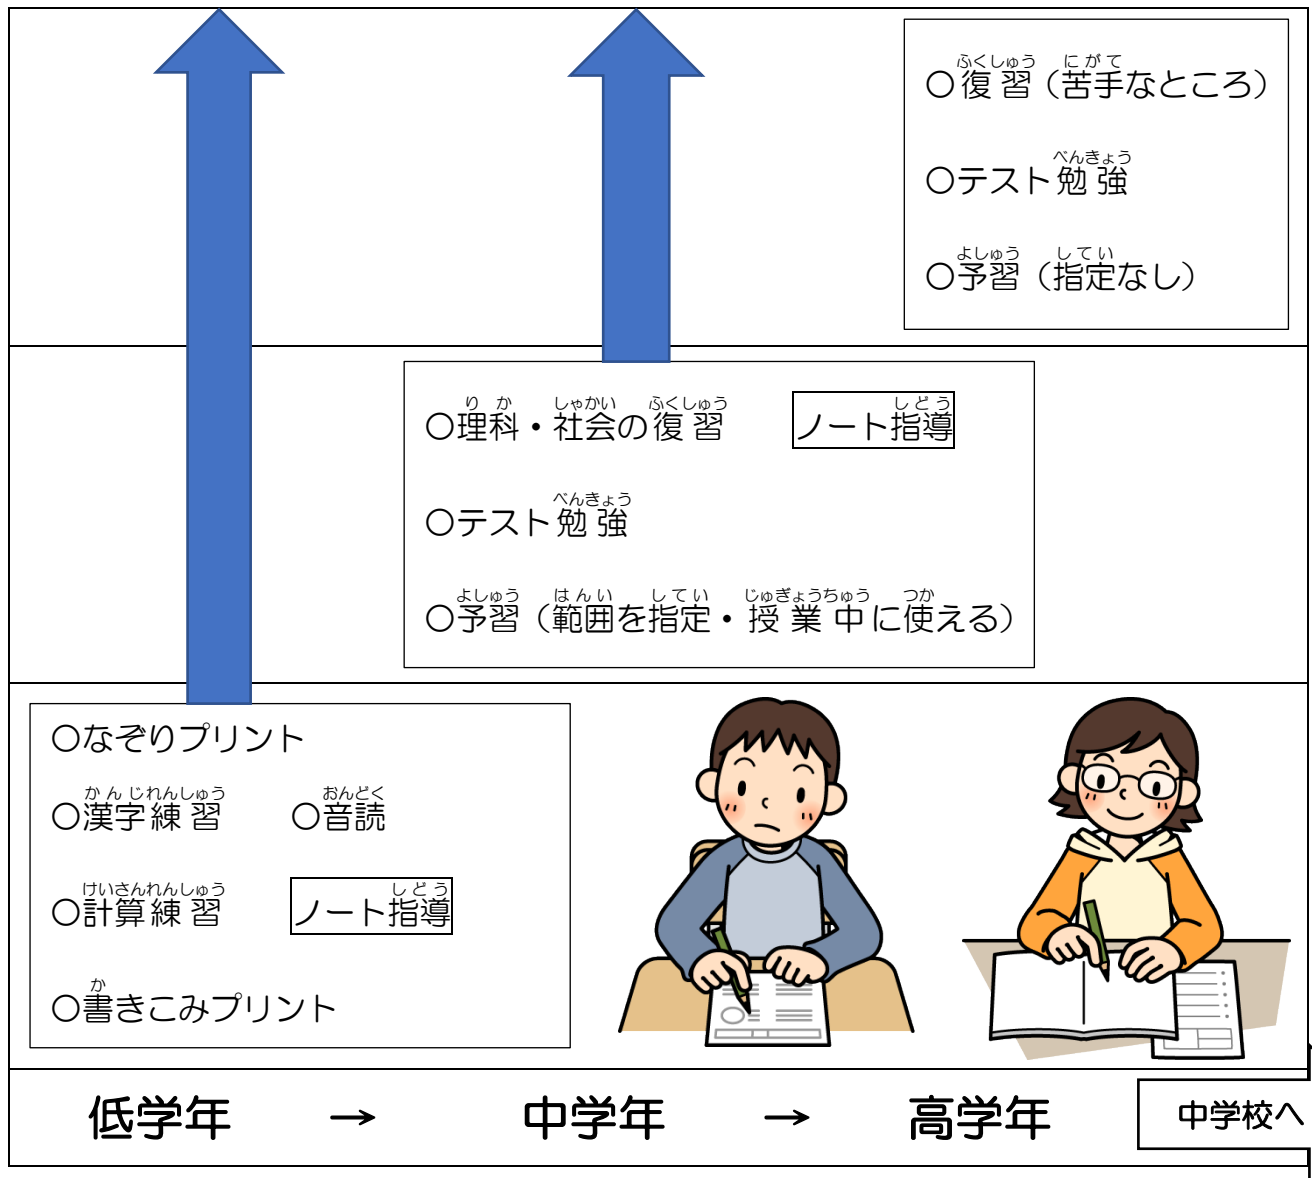 ○復習（苦手なところ）
○テスト勉強
○予習（指定なし）
○理科・社会の復習　ノート指導
○テスト勉強
○予習（範囲を指定・授業中に使える）
○なぞりプリント
○漢字練習　○音読
○計算練習　ノート指導
○書きこみプリント
低学年　→　中学年　→　高学年　中学校へ